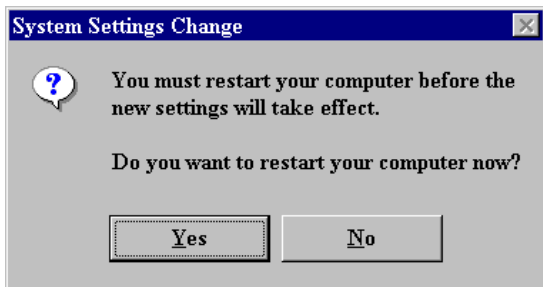 System Settings Change
You must restart your computer before the
new settings will take effect.
Do you want to restart your computer now?
Yes
No